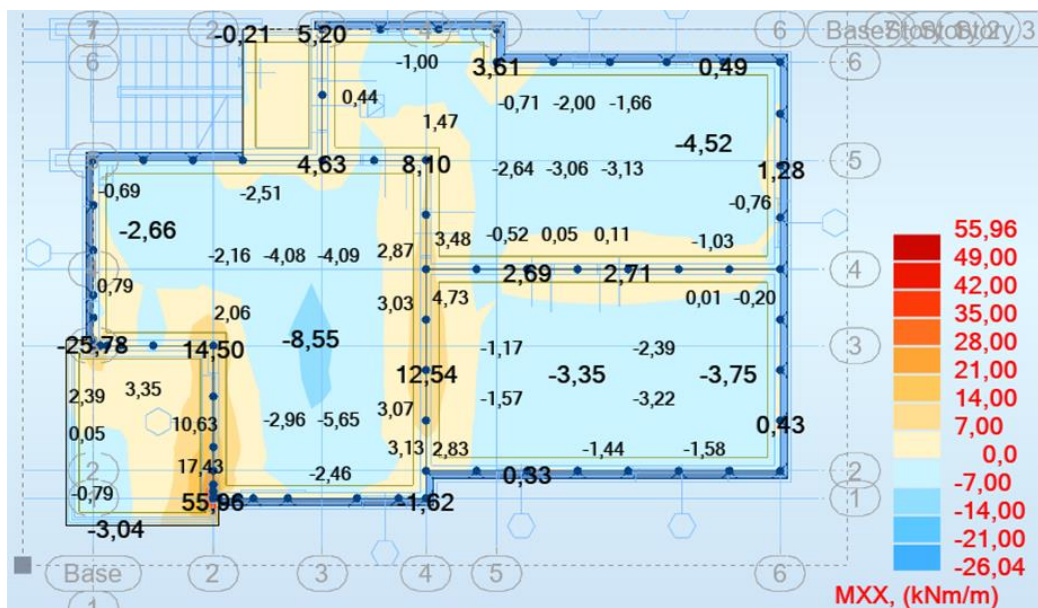 7 2 3 4 5 6 Base Story Story 2 Story 3
-0,21 5,20
6 -1,00 3,61 0,49 6
0,44 -0,71 -2,00 -1,66
1,47
-4,52
4,63 8,10 1,28 5
-2,64 -3,06 -3,13
-0,69 -2,51
-0,76
-2,66
3,48 -0,52 0,05 0,11 -1,03
-2,16 -4,08 -4,09 2,87
2,69 2,71 4
0,79
3,03 4,73 0,01 -0,20
2,06
-8,55
-25,78 14,50 -1,17 -2,39 3
12,54 -3,35 -3,75
2,39 3,35
-1,57 -3,22
3,07
0,05 10,63 -2,96 -5,65 0,43
3,13 2,83 -1,44 -1,58
2 17,43 -2,46 0,33 2
-0,79 55,96 -1,62 1
-3,04
Base 2 3 4 5 6
1
55,96
49,00
42,00
35,00
28,00
21,00
14,00
7,00
0,0
-7,00
-14,00
-21,00
-26,04
MXX, (kNm/m)